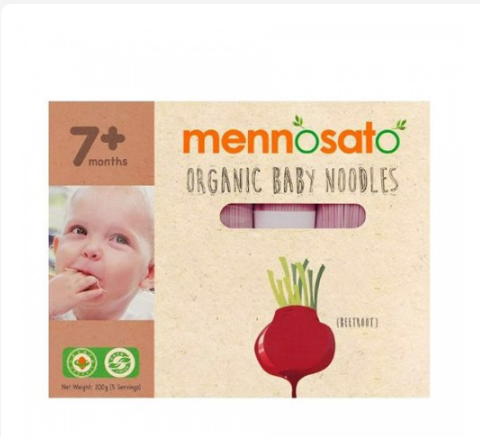 7+
months
mennosato
ORGANIC BABY NOODLES
(BEETROOT)
Net Weight: 200g (5 Servings)